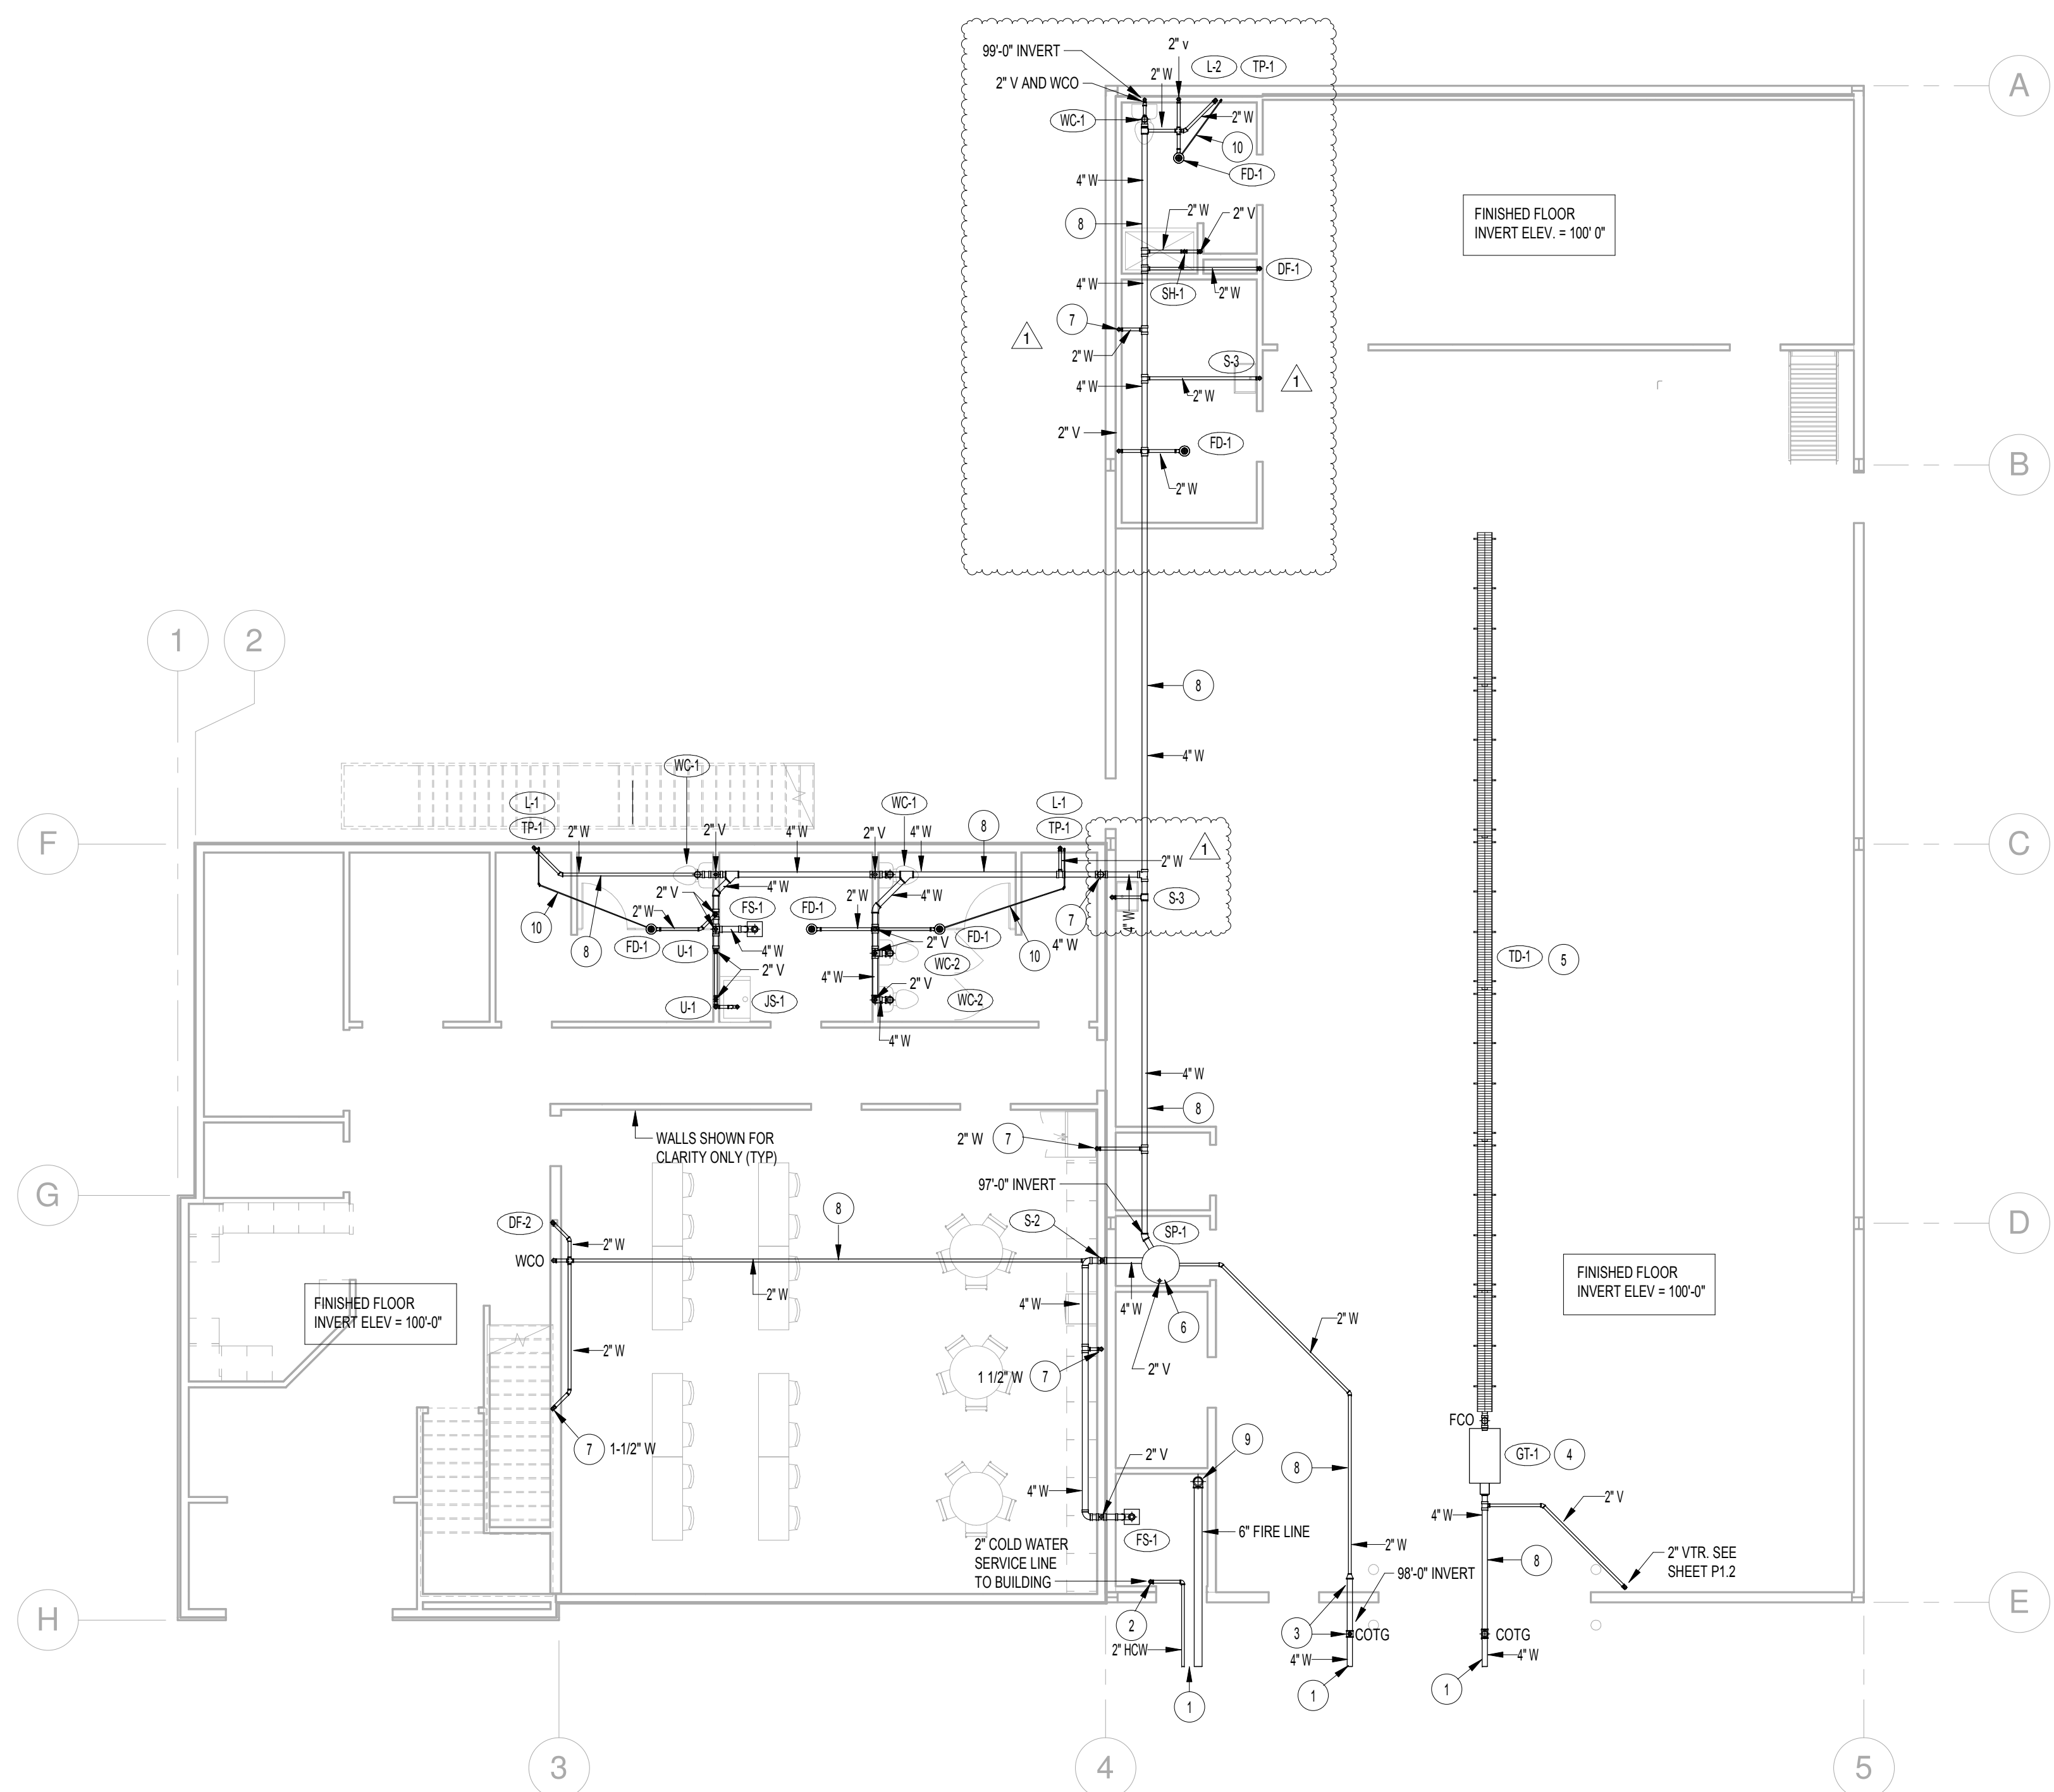 99'-0" INVERT
2" v
L-2
TP-1
2" V AND WCO
2" W
A
WC-1
2" W
10
FD-1
4" W
FINISHED FLOOR
INVERT ELEV. = 100' 0"
8
2" W
2" V
DF-1
4" W
SH-1
2" W
7
1
2" W
S-3
4" W
1
2" W
2" V
FD-1
B
2" W
1
2
8
4" W
WC-1
L-1
TP-1
2" W
2" V
4" W
2" V
WC-1
4" W
8
L-1
TP-1
1
F
C
2" W
4" W
4" W
4" W
2" V
2" W
FS-1
FD-1
2" W
S-3
7
10
8
FD-1
U-1
4" W
2" V
FD-1
10
4" W
TD-1
5
2" V
4" W
WC-2
2" V
U-1
JS-1
WC-2
4" W
4" W
8
WALLS SHOWN FOR
CLARITY ONLY (TYP)
2" W
7
G
97'-0" INVERT
DF-2
8
S-2
SP-1
D
2" W
WCO
2" W
FINISHED FLOOR
INVERT ELEV = 100'-0"
4" W
4" W
6
2" W
FINISHED FLOOR
INVERT ELEV = 100'-0"
2" W
2" V
1 1/2" W
7
7
1-1/2" W
FCO
GT-1
4
9
2" V
8
4" W
2" V
4" W
6" FIRE LINE
FS-1
2" COLD WATER
SERVICE LINE
TO BUILDING
2" W
8
2" VTR. SEE
SHEET P1.2
98'-0" INVERT
H
E
2
3
COTG
COTG
2" HCW
4" W
4" W
1
1
1
3
4
5